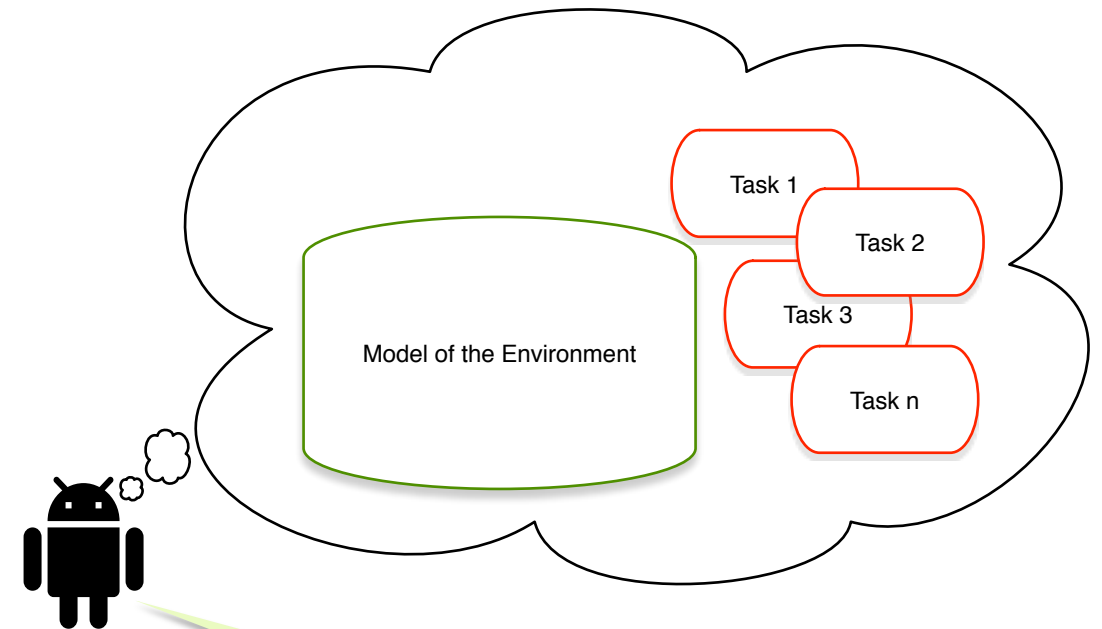 Task 1
Task 2
Task 3
Model of the Environment
Task n